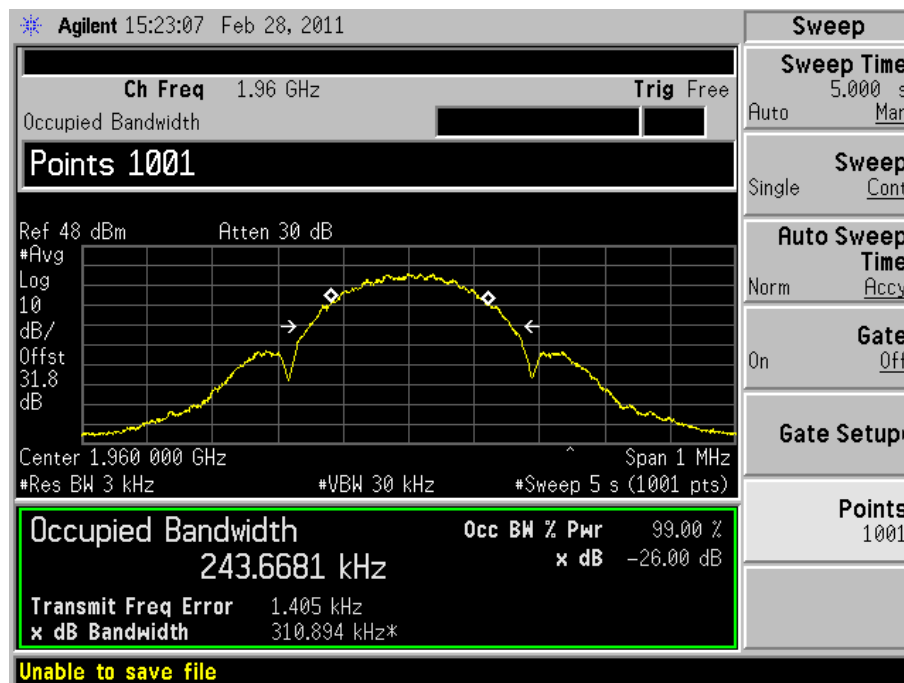 Agilent 15:23:07 Feb 28, 2011
Ch Freq 1.96 GHz Trig Free
Occupied Bandwidth
Points 1001
Ref 48 dBm Atten 30 dB
#Avg
Log
10
dB/
Offst
31.8
dB
Center 1.960 000 GHz Span 1 MHz
#Res BW 3 kHz #VBW 30 kHz #Sweep 5 s (1001 pts)
Occupied Bandwidth
243.6681 kHz
Occ BW % Pwr 99.00 %
x dB -26.00 dB
Transmit Freq Error 1.405 kHz
x dB Bandwidth 310.894 kHz*
Unable to save file
Sweep
Sweep Time
5.000 s
Auto Man
Sweep
Single Cont
Auto Sweep
Time
Norm Accy
Gate
On Off
Gate Setup
Points
1001